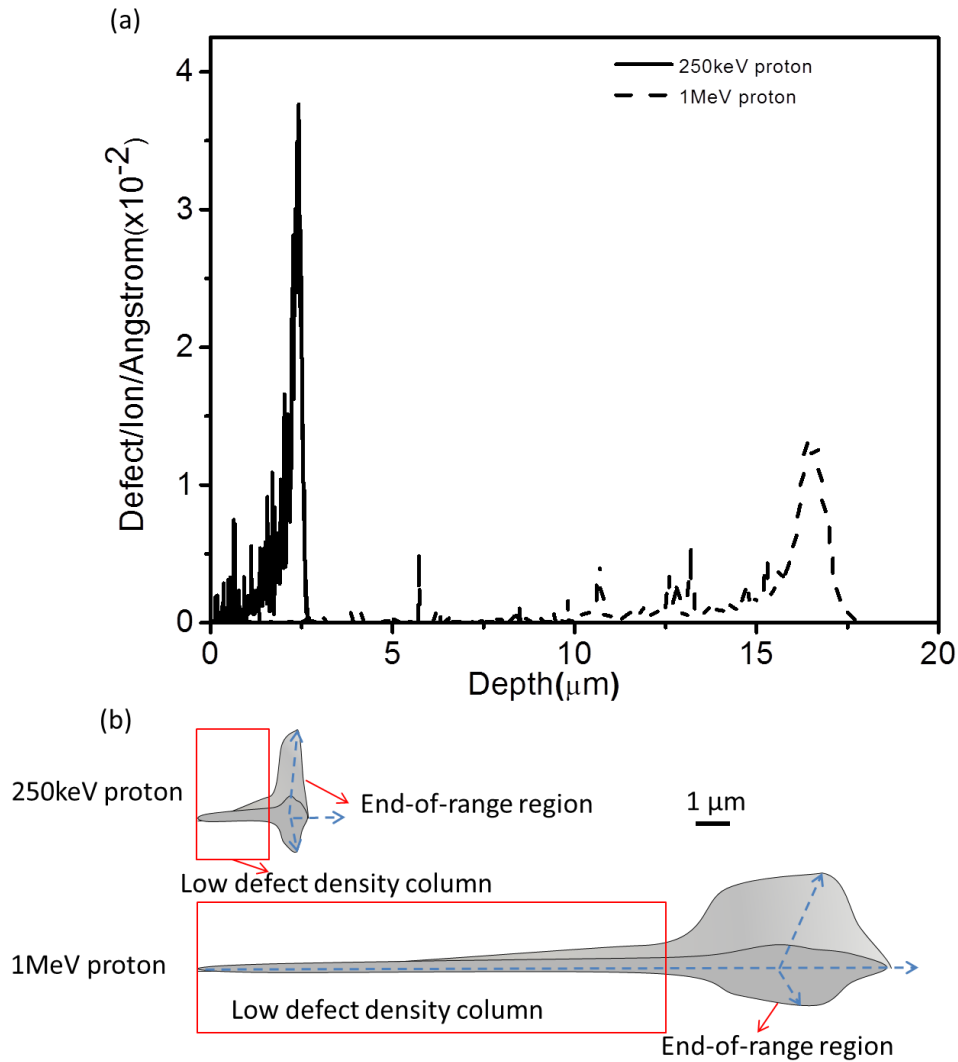 (a)
4
3
2
1
0
Defect/Ion/Angstrom(x10⁻²)
250keV proton
1MeV proton
0 5 10 15 20
Depth(μm)
(b)
250keV proton
End-of-range region
1 μm
Low defect density column
1MeV proton
Low defect density column
End-of-range region